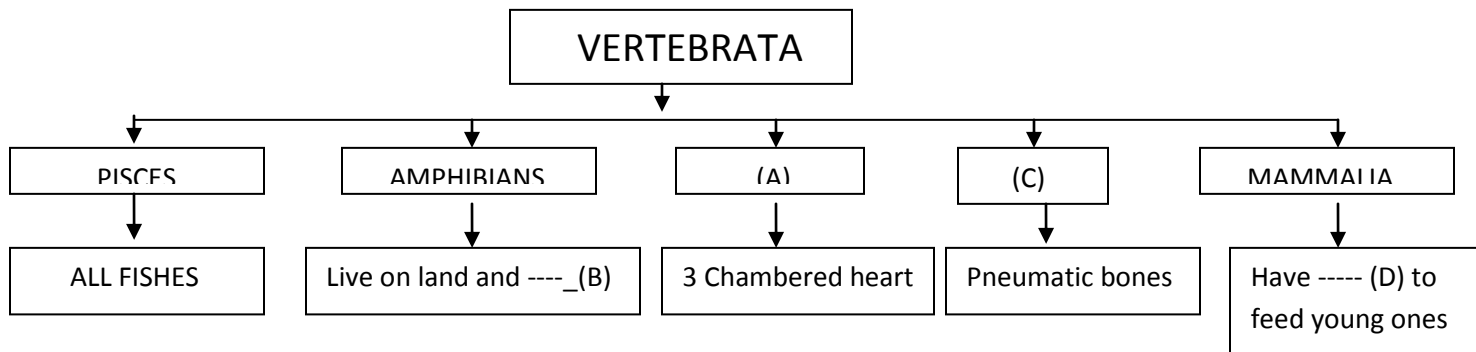 VERTEBRATA
PISCES
AMPHIBIANS
(A)
(C)
MAMMALIA
ALL FISHES
Live on land and ----_(B)
3 Chambered heart
Pneumatic bones
Have ----- (D) to
feed young ones